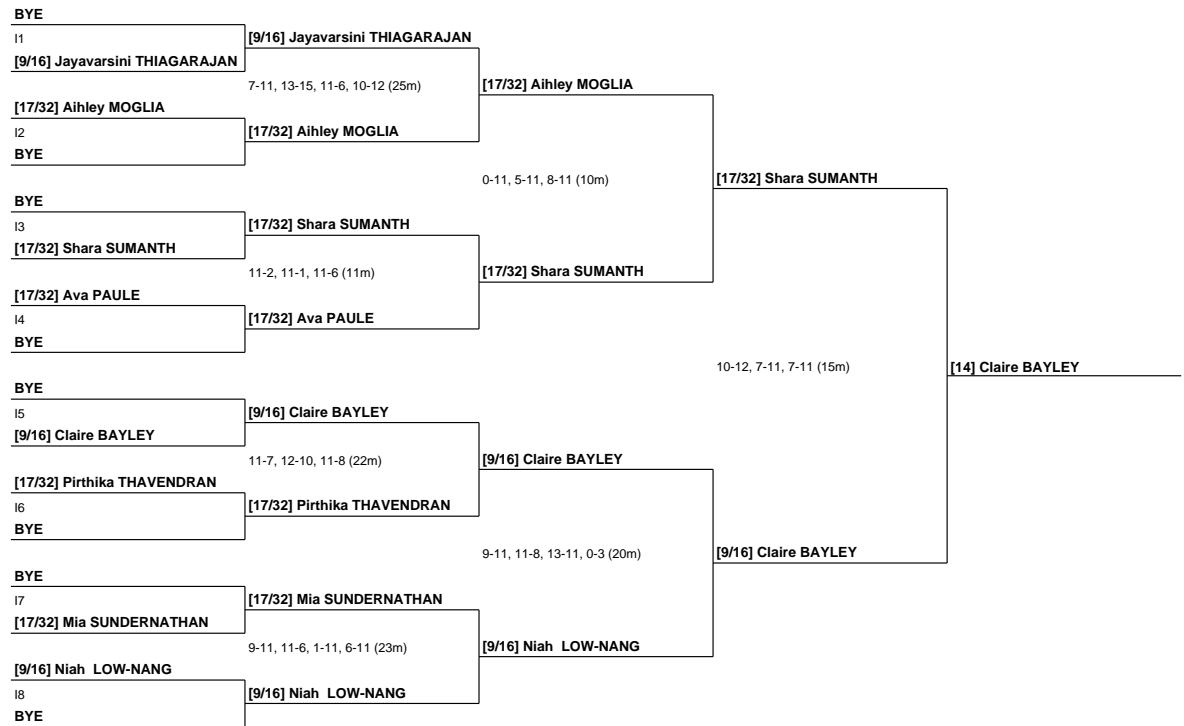 BYE
I1
[9/16] Jayavarsini THIAGARAJAN
[9/16] Jayavarsini THIAGARAJAN
7-11, 13-15, 11-6, 10-12 (25m)
[17/32] Aihley MOGLIA
[17/32] Aihley MOGLIA
I2
[17/32] Aihley MOGLIA
BYE
0-11, 5-11, 8-11 (10m)
[17/32] Shara SUMANTH
BYE
I3
[17/32] Shara SUMANTH
[17/32] Shara SUMANTH
11-2, 11-1, 11-6 (11m)
[17/32] Shara SUMANTH
[17/32] Ava PAULE
I4
[17/32] Ava PAULE
BYE
10-12, 7-11, 7-11 (15m)
[14] Claire BAYLEY
BYE
I5
[9/16] Claire BAYLEY
[9/16] Claire BAYLEY
11-7, 12-10, 11-8 (22m)
[9/16] Claire BAYLEY
[17/32] Pirthika THAVENDRAN
I6
[17/32] Pirthika THAVENDRAN
BYE
9-11, 11-8, 13-11, 0-3 (20m)
[9/16] Claire BAYLEY
BYE
I7
[17/32] Mia SUNDERNATHAN
[17/32] Mia SUNDERNATHAN
9-11, 11-6, 1-11, 6-11 (23m)
[9/16] Niah LOW-NANG
[9/16] Niah LOW-NANG
I8
[9/16] Niah LOW-NANG
BYE